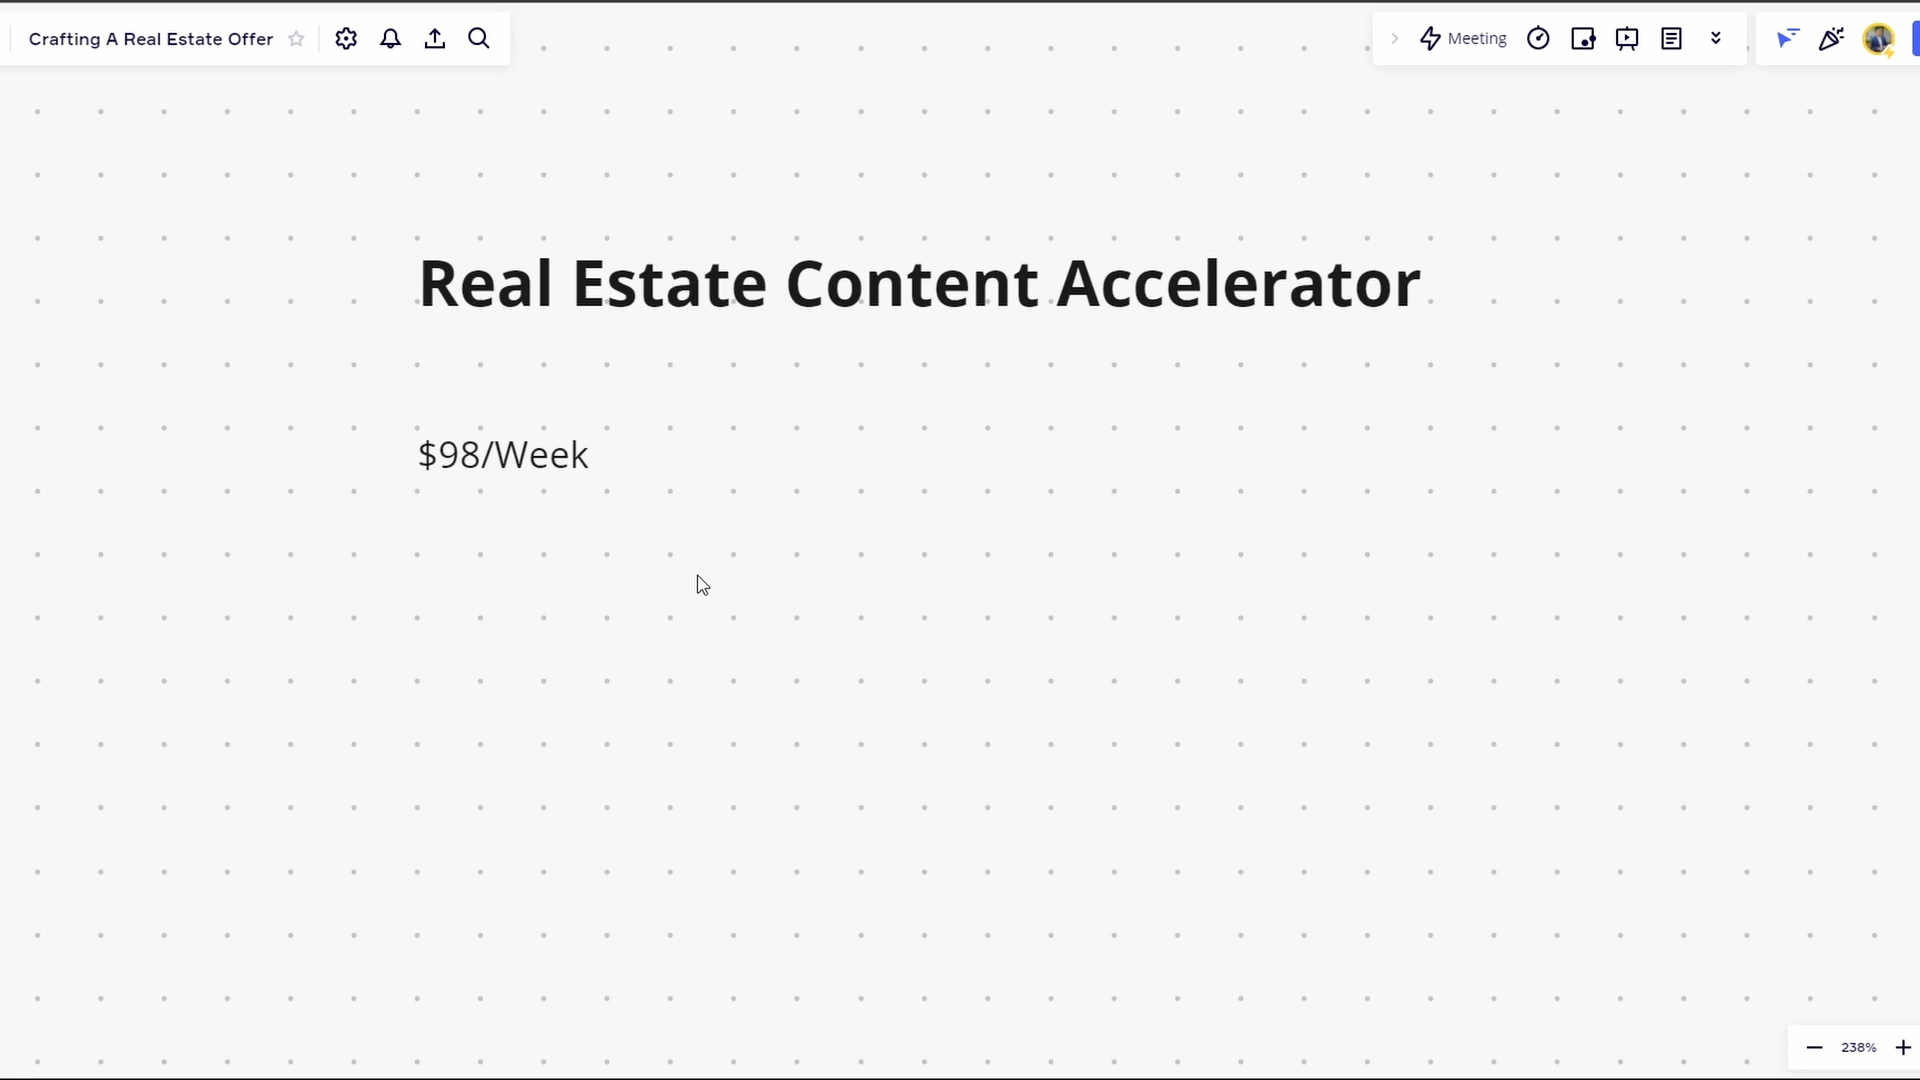 Crafting A Real Estate Offer
Meeting
Real Estate Content Accelerator
$98/Week
238%